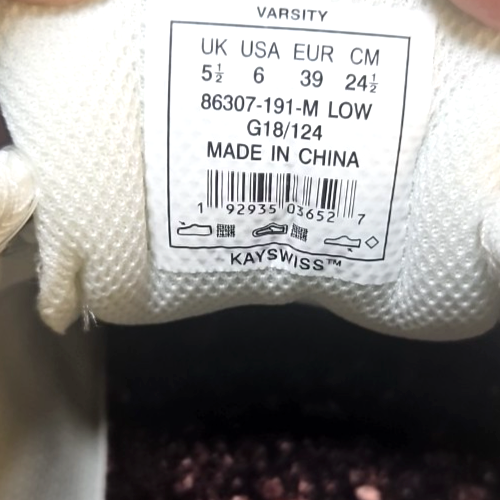 VARSITY
UK USA EUR CM
5½ 6 39 24½
86307-191-M LOW
G18/124
MADE IN CHINA
1 92935 03652 7
KAYSWISS™